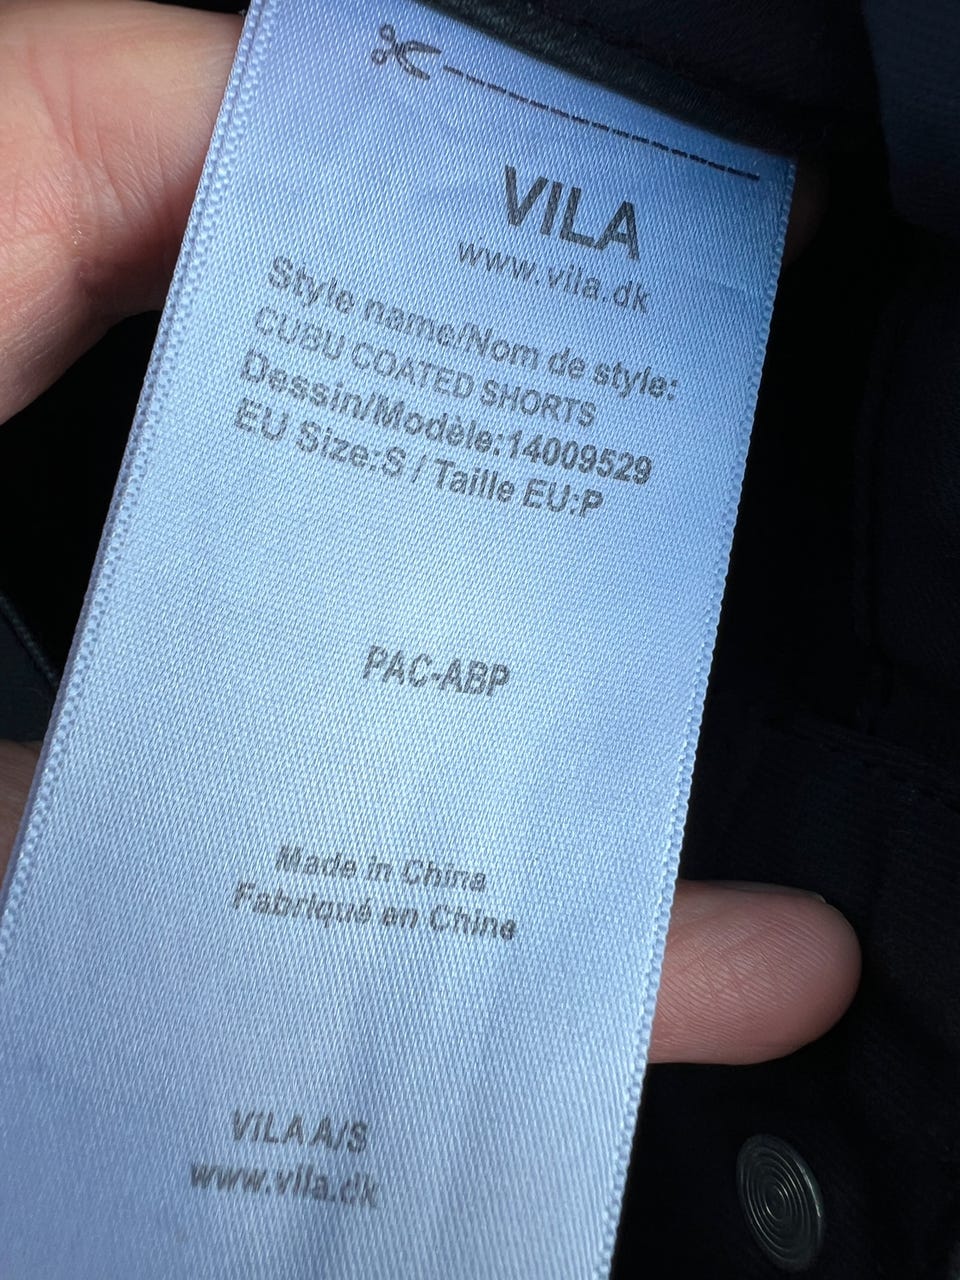 VILA
www.vila.dk
Style name/Nom de style:
CUBU COATED SHORTS
Dessin/Modèle:14009529
EU Size:S / Taille EU:P
PAC-ABP
Made in China
Fabriqué en Chine
VILA A/S
www.vila.dk